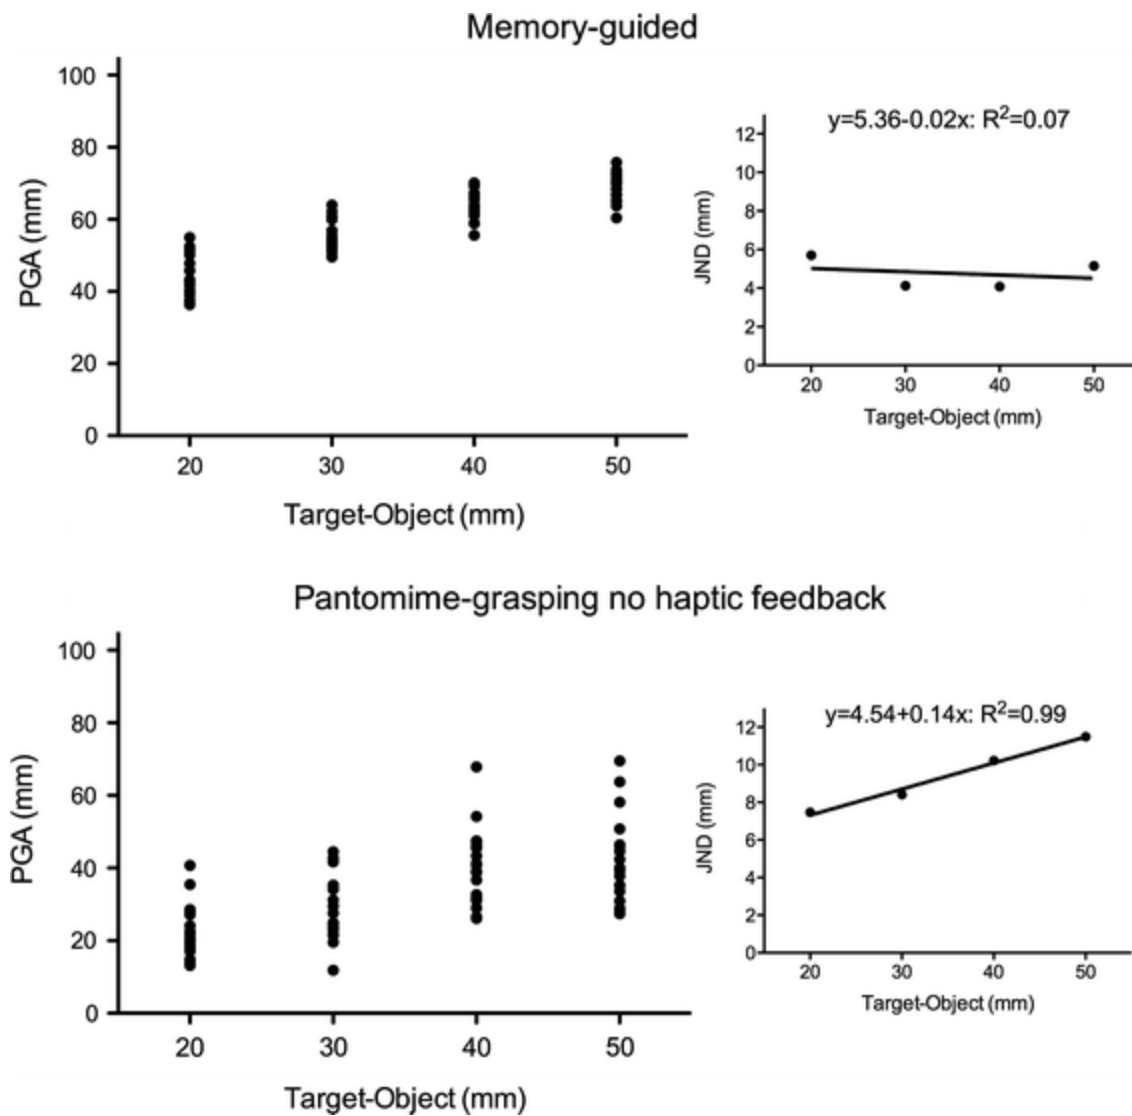 Memory-guided
100
80
60
40
20
0
PGA (mm)
20 30 40 50
Target-Object (mm)
y=5.36-0.02x: R²=0.07
12
10
8
6
4
2
0
JND (mm)
20 30 40 50
Target-Object (mm)
Pantomime-grasping no haptic feedback
100
80
60
40
20
0
PGA (mm)
20 30 40 50
Target-Object (mm)
y=4.54+0.14x: R²=0.99
12
10
8
6
4
2
0
JND (mm)
20 30 40 50
Target-Object (mm)